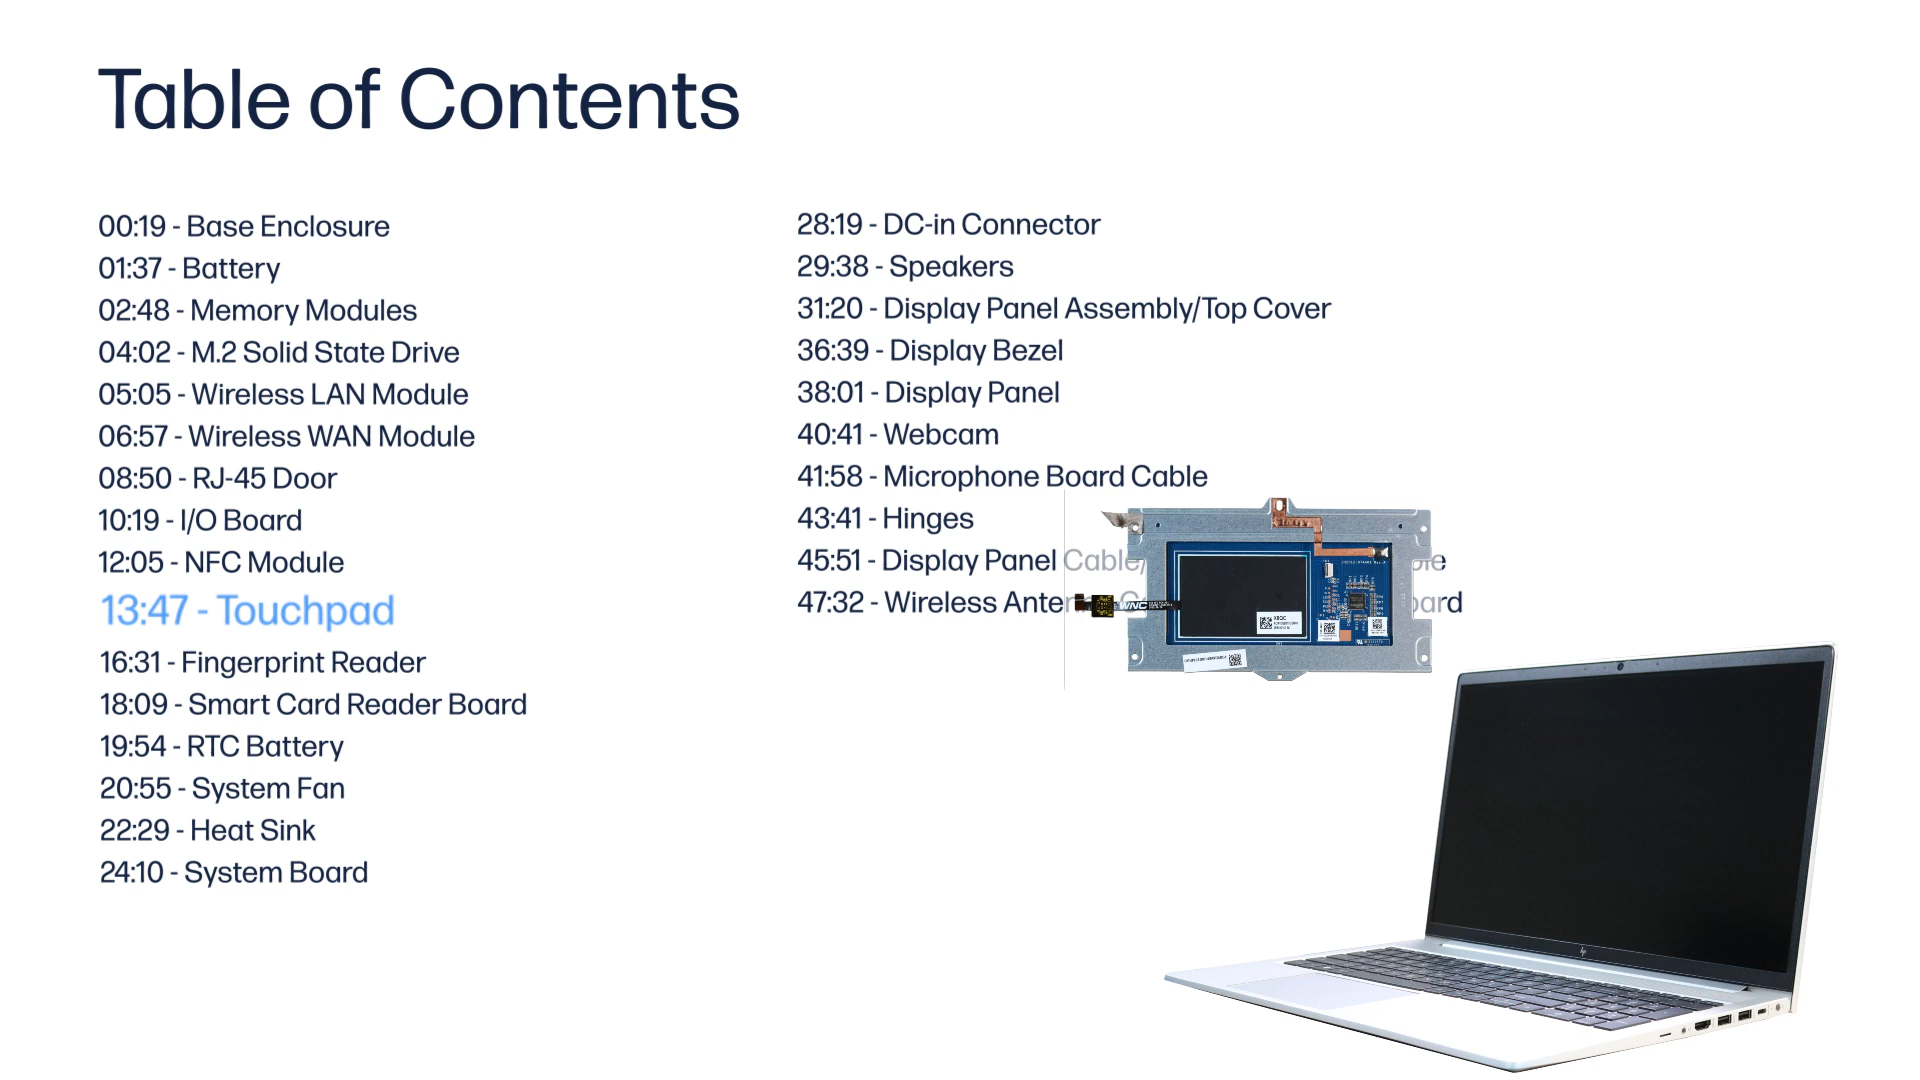 Table of Contents
00:19 - Base Enclosure
01:37 - Battery
02:48 - Memory Modules
04:02 - M.2 Solid State Drive
05:05 - Wireless LAN Module
06:57 - Wireless WAN Module
08:50 - RJ-45 Door
10:19 - I/O Board
12:05 - NFC Module
13:47 - Touchpad
16:31 - Fingerprint Reader
18:09 - Smart Card Reader Board
19:54 - RTC Battery
20:55 - System Fan
22:29 - Heat Sink
24:10 - System Board
28:19 - DC-in Connector
29:38 - Speakers
31:20 - Display Panel Assembly/Top Cover
36:39 - Display Bezel
38:01 - Display Panel
40:41 - Webcam
41:58 - Microphone Board Cable
43:41 - Hinges
45:51 - Display Panel Cable/
47:32 - Wireless
WNC
hp